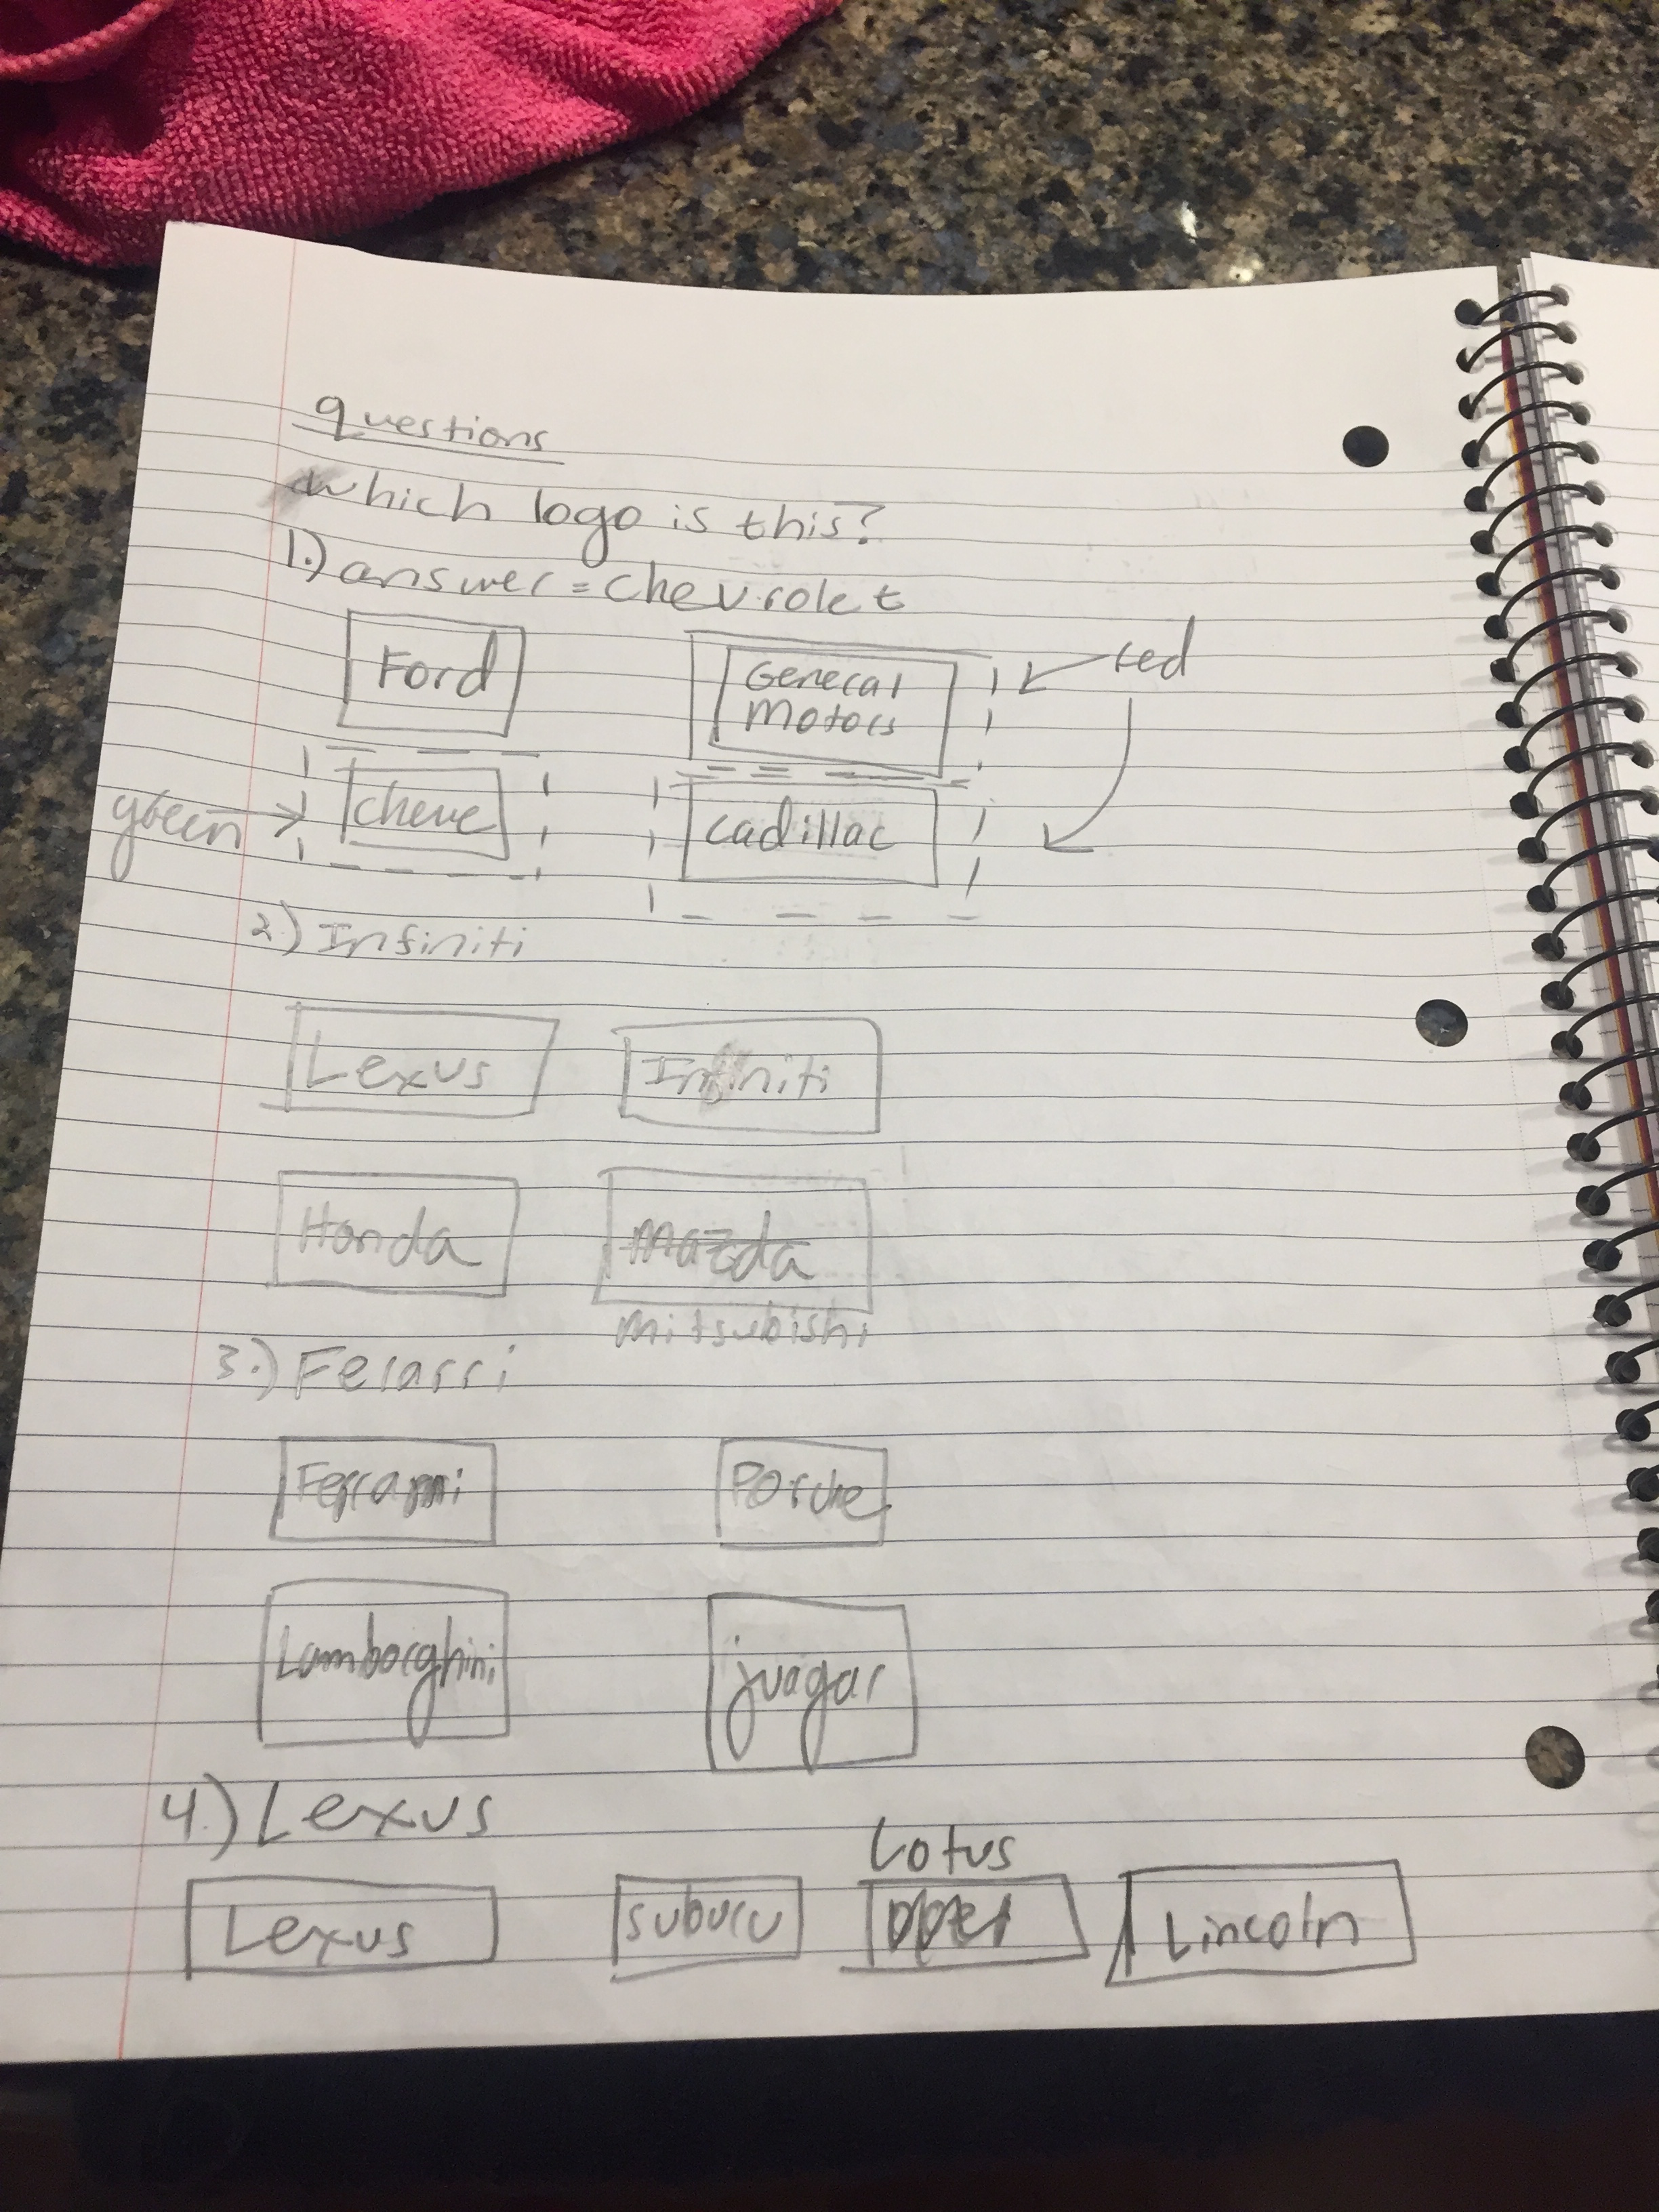 questions
which logo is this?
1.) answer = chevrolet
Ford
General
Motors
red
green
cheve
cadillac
2.) Infiniti
Lexus
Infiniti
Honda
Mazda
Mitsubishi
3.) Ferarri
Ferrarri
Porche
Lamborghini
juagar
4.) Lexus
Lotus
Lexus
suburu
Lincoln